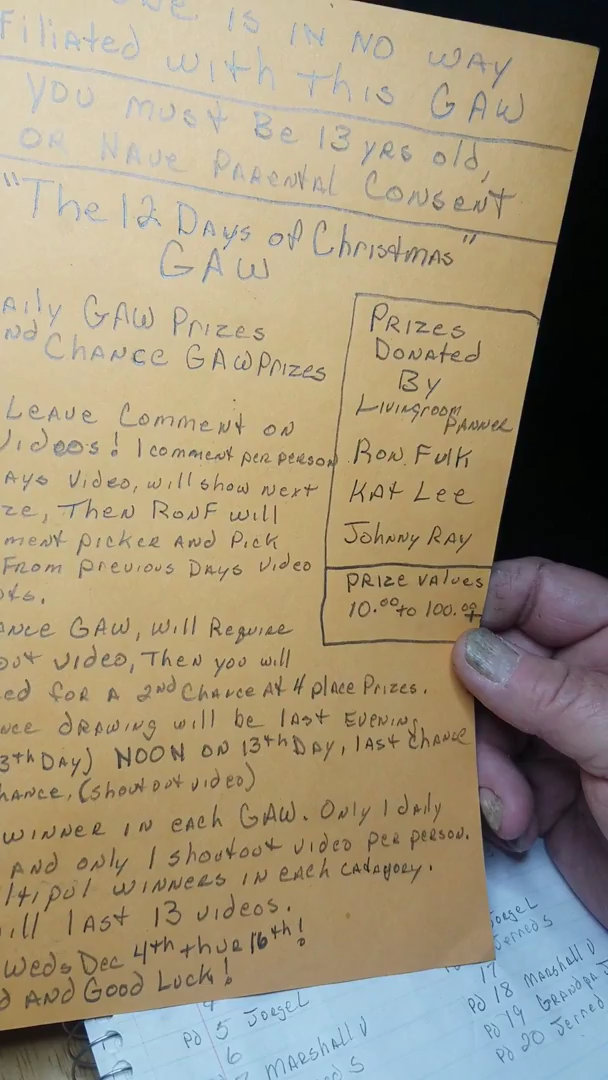 IS IN NO WAY
Filiated with this GAW
YOU MUST Be 13 yrs old,
OR HAVE PARENTAL CONSENT
"The 12 DAYS of ChristMAS"
GAW
Aily GAW Prizes
nd CHANCE GAW Prizes
LEAVE Comment ON
Videos! 1 comment per person
AYS Video, will show next
ze, THEN RONF will
ment picker AND Pick
From previous DAYs video
nts.
ANCE GAW, Will Require
out video, Then you will
ed for A 2nd Chance At 4 place Prizes.
nce drawing will be lAst EVENING
3th DAY) NOON ON 13th DAY, lAst ChANCE
hANCE, (shoutout video)
WINNER IN eACh GAW. Only 1 dAily
AND only 1 shoutout video per person.
ltipul winners in each catagory.
ill last 13 videos.
Weds Dec 4th thur 16th!
d AND Good Luck!
PRIZES
DONATED
By
Livingroom
PANNER
RON Fulk
KAt Lee
JohNNy RAy
PRIZE VAlues
10.00 to 100.00+
Jorgel
Jerned S
17
PD 18 MARShAll V
PD 19 GRANdpA J
PD 20 Jerned
4
PD 5 JorgeL
6
7 MARShAll V
ed S